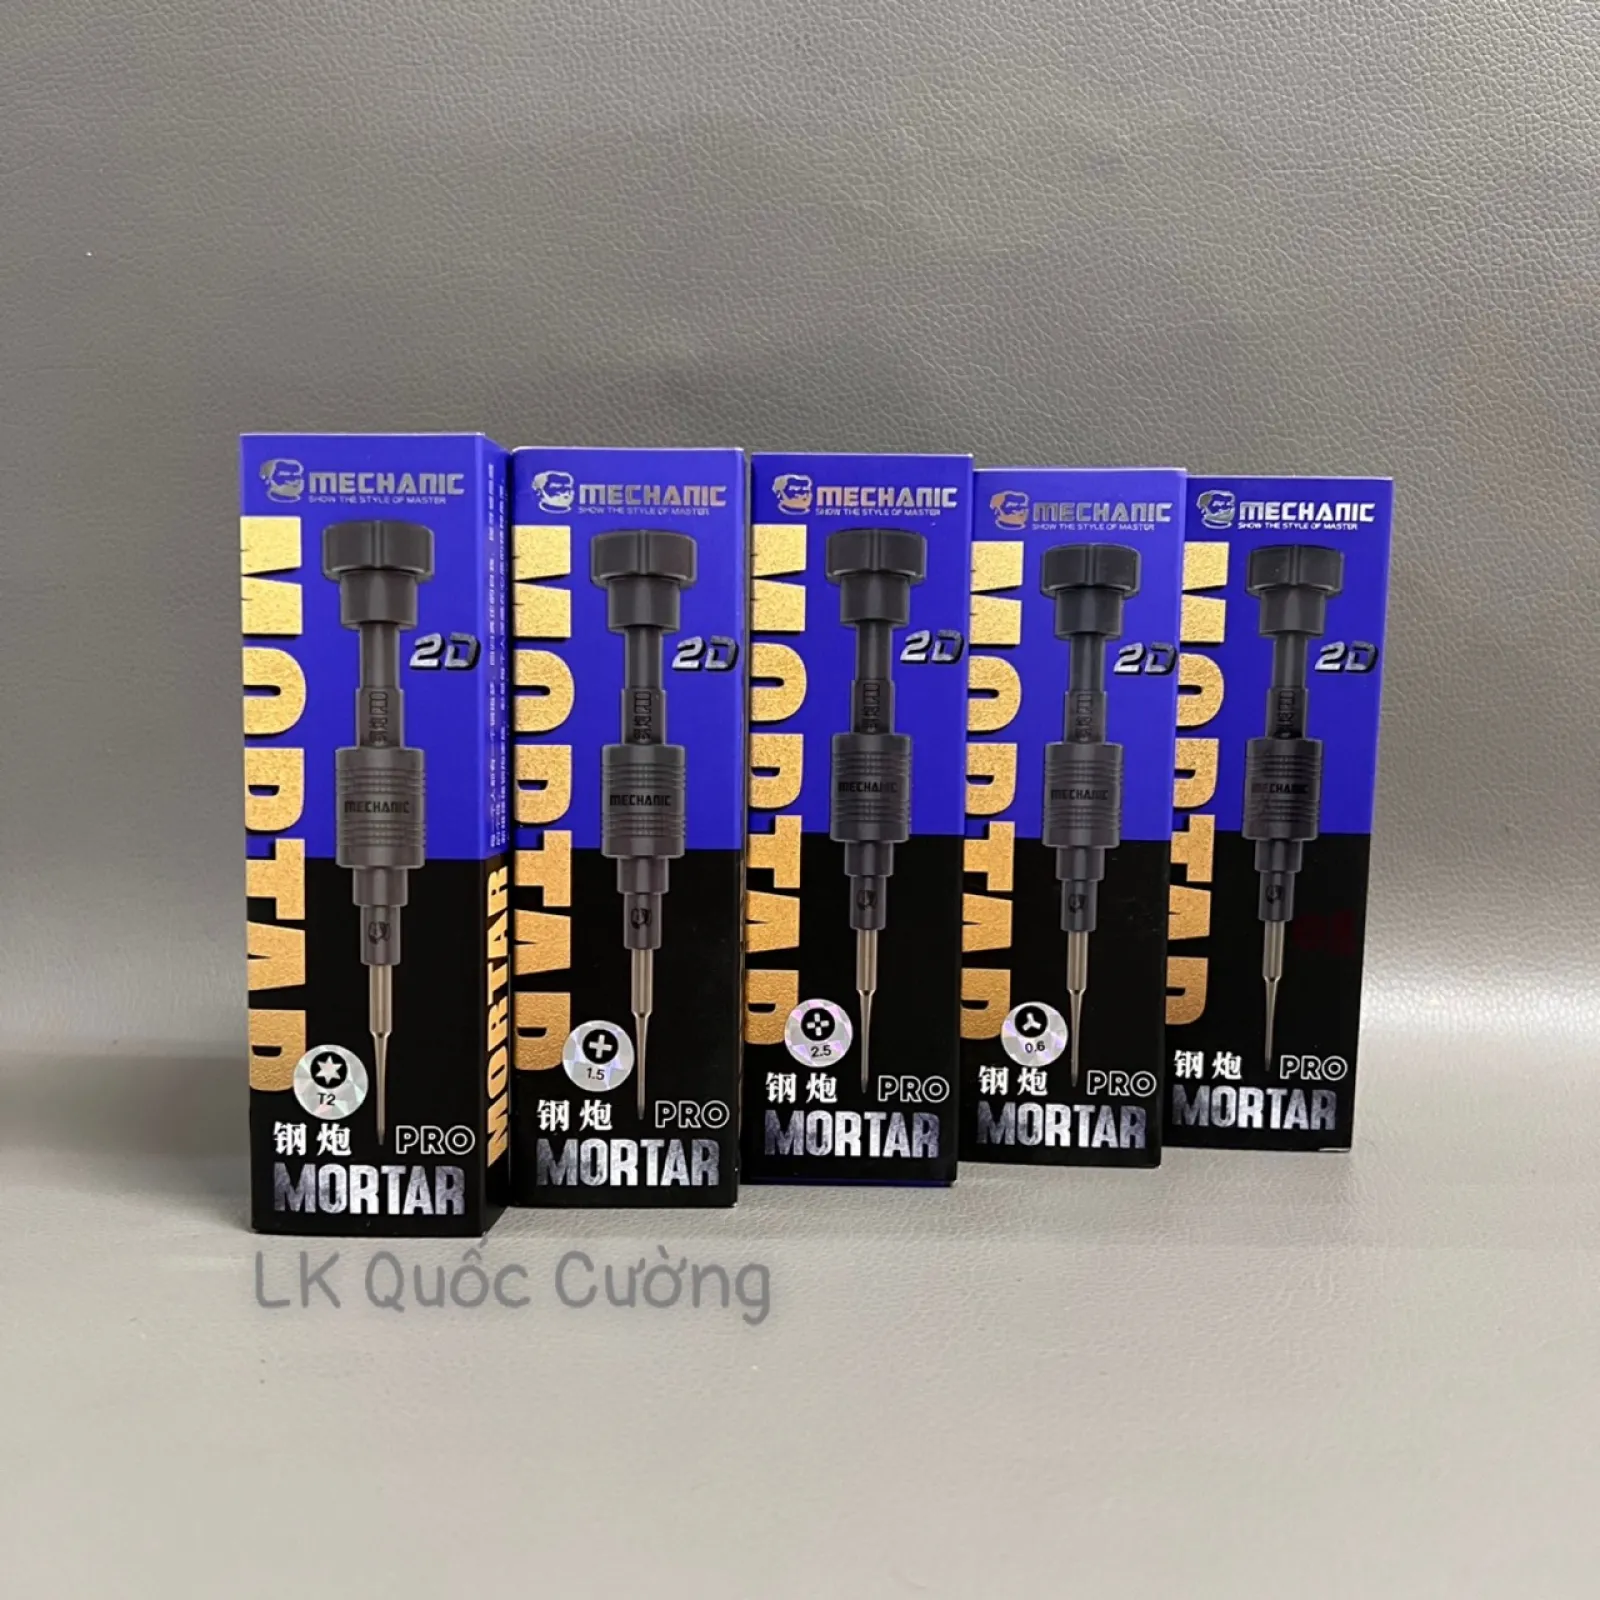 MECHANIC
SHOW THE STYLE OF MASTER
MORTAR
2D
MECHANIC
T2
钢炮 PRO
MORTAR
MORTAR
MECHANIC
SHOW THE STYLE OF MASTER
MORTAR
2D
MECHANIC
1.5
钢炮 PRO
MORTAR
MECHANIC
SHOW THE STYLE OF MASTER
MORTAR
2D
MECHANIC
2.5
钢炮 PRO
MORTAR
MECHANIC
SHOW THE STYLE OF MASTER
MORTAR
2D
MECHANIC
0.6
钢炮 PRO
MORTAR
MECHANIC
SHOW THE STYLE OF MASTER
MORTAR
2D
MECHANIC
钢炮 PRO
MORTAR
LK Quốc Cường